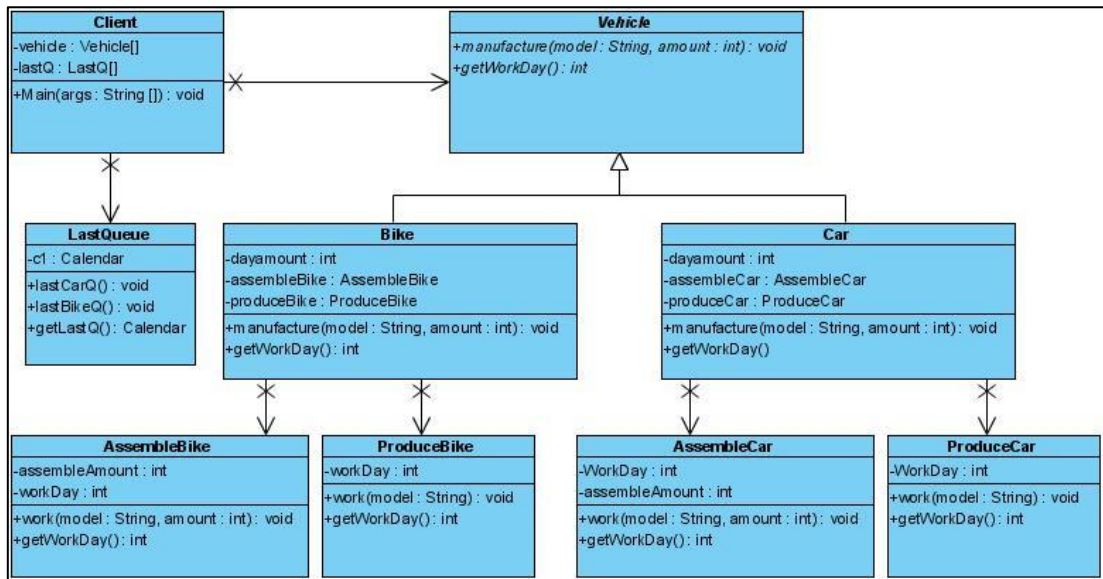 Client
-vehicle : Vehicle[]
-lastQ : LastQ[]
+Main(args : String []) : void
Vehicle
+manufacture(model : String, amount : int) : void
+getWorkDay() : int
LastQueue
-c1 : Calendar
+lastCarQ() : void
+lastBikeQ() : void
+getLastQ() : Calendar
Bike
-dayamount : int
-assembleBike : AssembleBike
-produceBike : ProduceBike
+manufacture(model : String, amount : int) : void
+getWorkDay() : int
Car
-dayamount : int
-assembleCar : AssembleCar
-produceCar : ProduceCar
+manufacture(model : String, amount : int) : void
+getWorkDay()
AssembleBike
-assembleAmount : int
-workDay : int
+work(model : String, amount : int) : void
+getWorkDay() : int
ProduceBike
-workDay : int
+work(model : String) : void
+getWorkDay() : int
AssembleCar
-WorkDay : int
-assembleAmount : int
+work(model : String, amount : int) : void
+getWorkDay() : int
ProduceCar
-WorkDay : int
+work(model : String) : void
+getWorkDay() : int